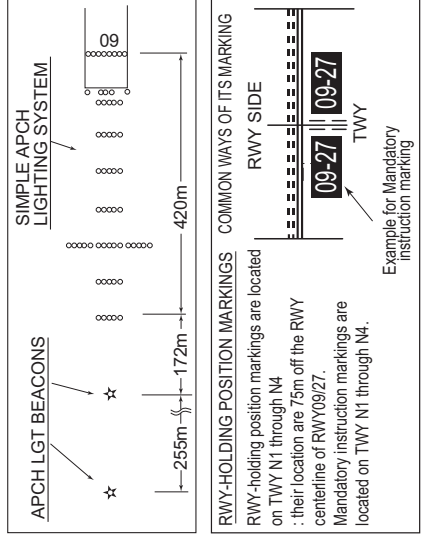 APCH LGT BEACONS
SIMPLE APCH
LIGHTING SYSTEM
09
255m
172m
420m
RWY-HOLDING POSITION MARKINGS
RWY-holding position markings are located
on TWY N1 through N4
: their location are 75m off the RWY
centerline of RWY09/27.
Mandatory instruction markings are
located on TWY N1 through N4.
COMMON WAYS OF ITS MARKING
RWY SIDE
09-27
09-27
TWY
Example for Mandatory
instruction marking